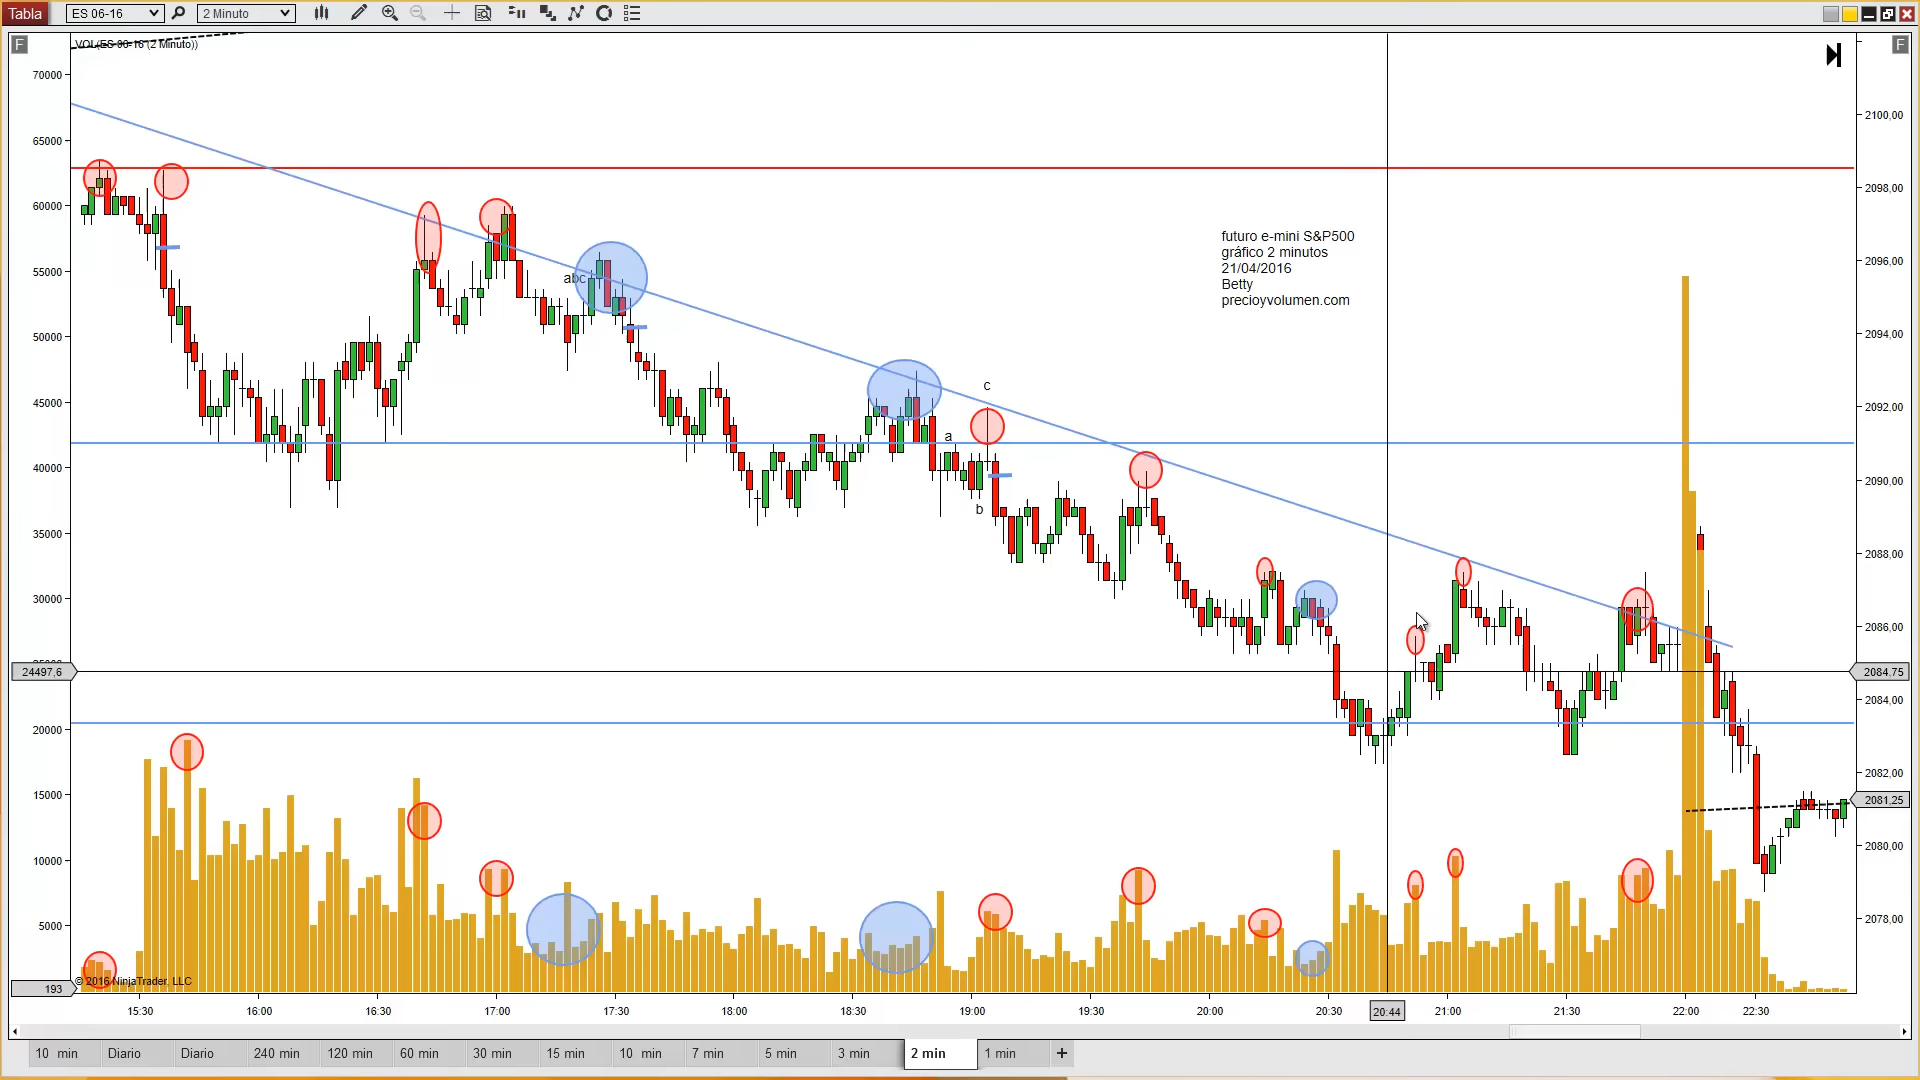 Tabla
ES 06-16
2 Minuto
F
VOL(ES 06-16 (2 Minuto))
F
70000
65000
60000
55000
50000
45000
40000
35000
30000
24497,6
20000
15000
10000
5000
193
2100,00
2098,00
2096,00
2094,00
2092,00
2090,00
2088,00
2086,00
2084,75
2084,00
2082,00
2081,25
2080,00
2078,00
futuro e-mini S&P500
gráfico 2 minutos
21/04/2016
Betty
precioyvolumen.com
abc
c
a
b
© 2016 NinjaTrader, LLC
15:30
16:00
16:30
17:00
17:30
18:00
18:30
19:00
19:30
20:00
20:30
20:44
21:00
21:30
22:00
22:30
10 min
Diario
Diario
240 min
120 min
60 min
30 min
15 min
10 min
7 min
5 min
3 min
2 min
1 min
+